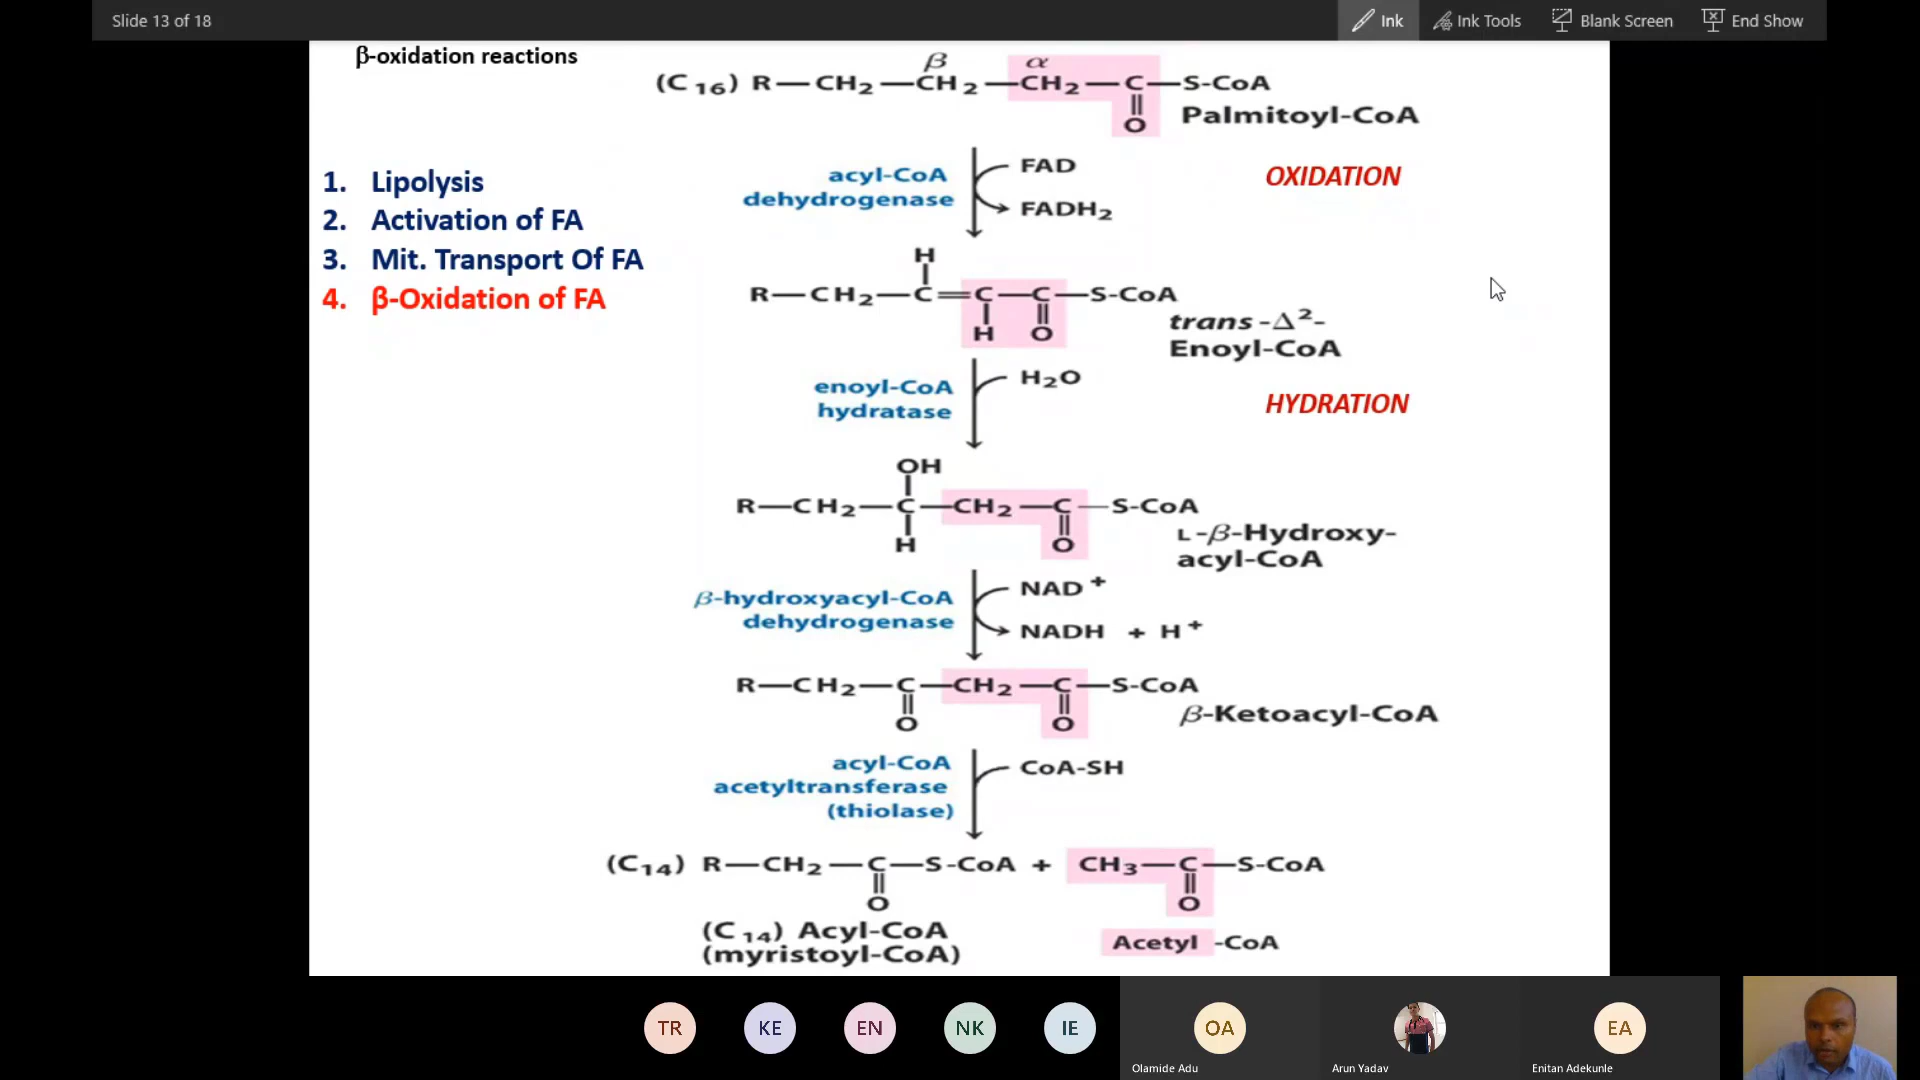 Slide 13 of 18
Ink
Ink Tools
Blank Screen
End Show
β-oxidation reactions
β
α
(C₁₆) R—CH₂—CH₂—CH₂—C—S-CoA
O
Palmitoyl-CoA
acyl-CoA
dehydrogenase
FAD
FADH₂
OXIDATION
1. Lipolysis
2. Activation of FA
3. Mit. Transport Of FA
4. β-Oxidation of FA
H
R—CH₂—C=C—C—S-CoA
H
O
trans-Δ²-
Enoyl-CoA
enoyl-CoA
hydratase
H₂O
HYDRATION
OH
R—CH₂—C—CH₂—C—S-CoA
H
O
L-β-Hydroxy-
acyl-CoA
β-hydroxyacyl-CoA
dehydrogenase
NAD⁺
NADH + H⁺
R—CH₂—C—CH₂—C—S-CoA
O
O
β-Ketoacyl-CoA
acyl-CoA
acetyltransferase
(thiolase)
CoA-SH
(C₁₄) R—CH₂—C—S-CoA + CH₃—C—S-CoA
O
O
(C₁₄) Acyl-CoA
(myristoyl-CoA)
Acetyl-CoA
TR
KE
EN
NK
IE
OA
EA
Olamide Adu
Arun Yadav
Enitan Adekunle